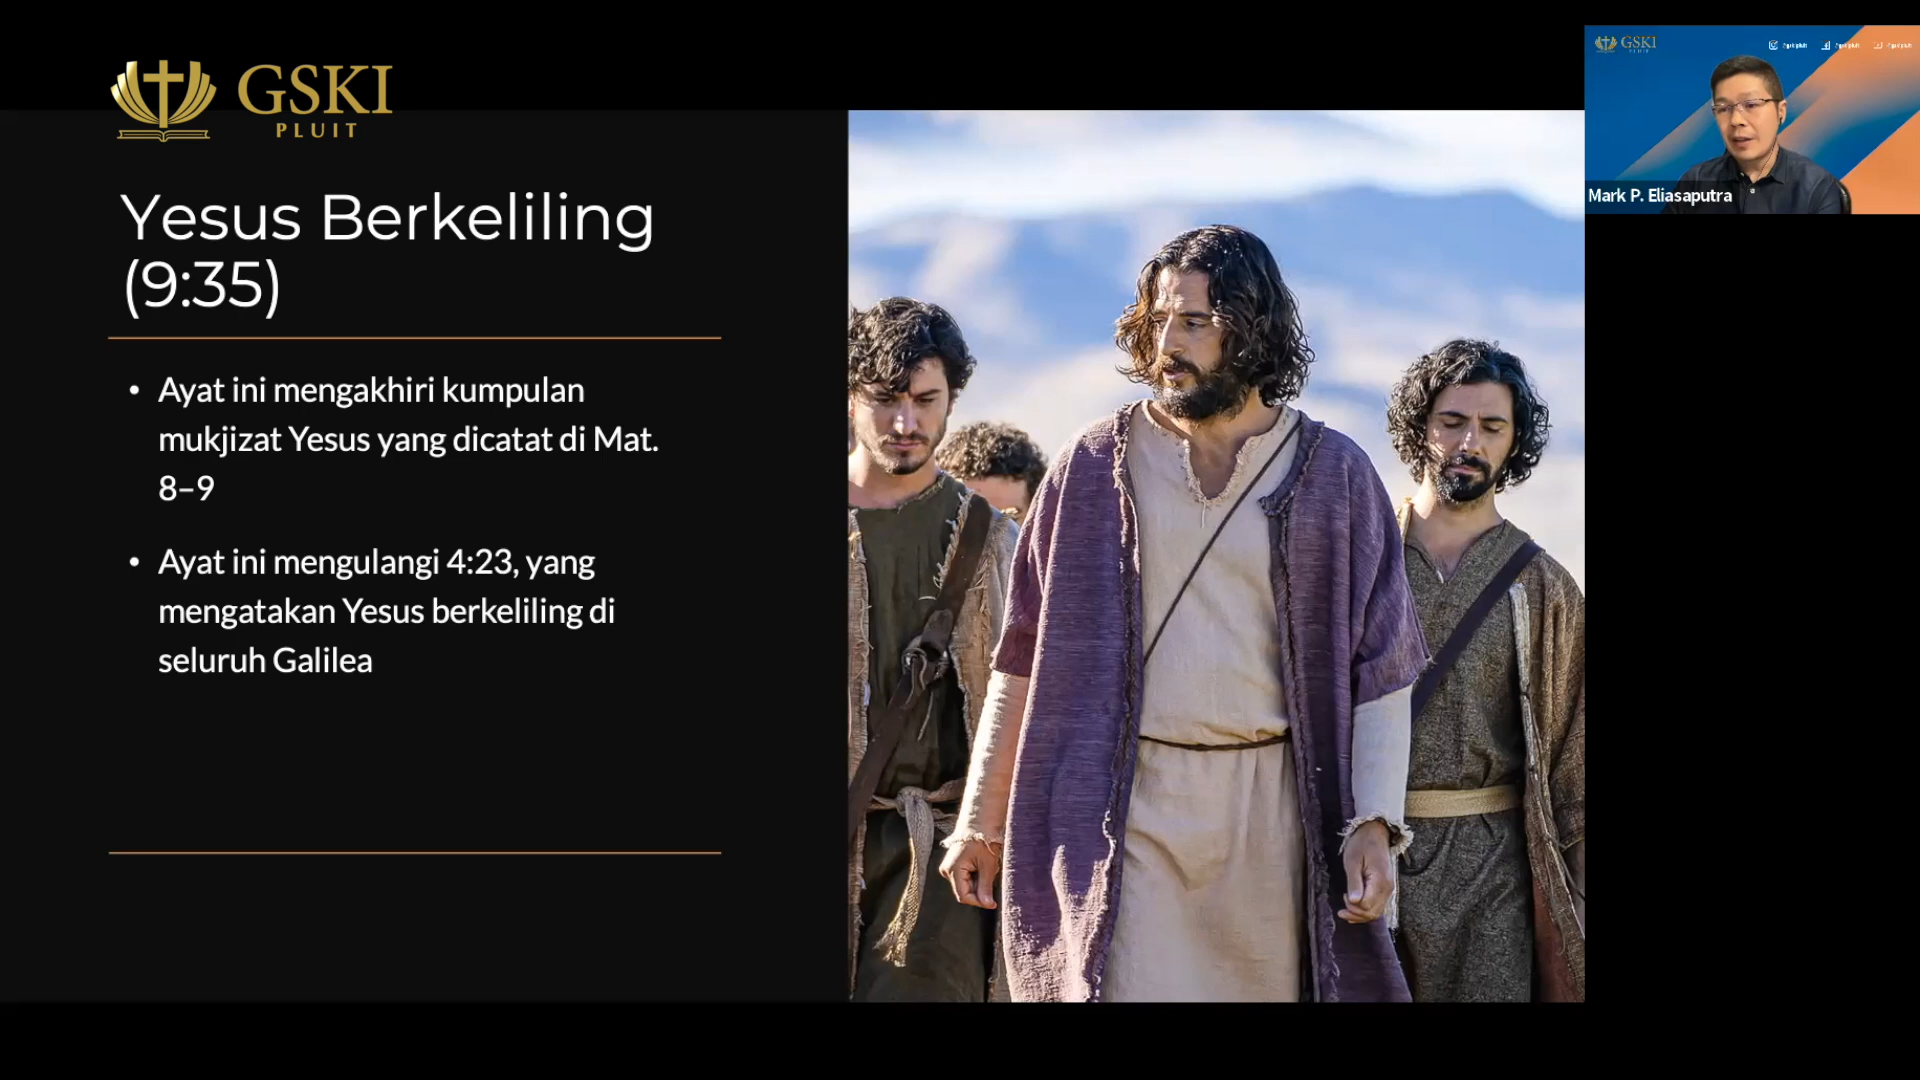 GSKI
PLUIT
Yesus Berkeliling
(9:35)
• Ayat ini mengakhiri kumpulan
mukjizat Yesus yang dicatat di Mat.
8–9
• Ayat ini mengulangi 4:23, yang
mengatakan Yesus berkeliling di
seluruh Galilea
GSKI
PLUIT
Mark P. Eliasaputra